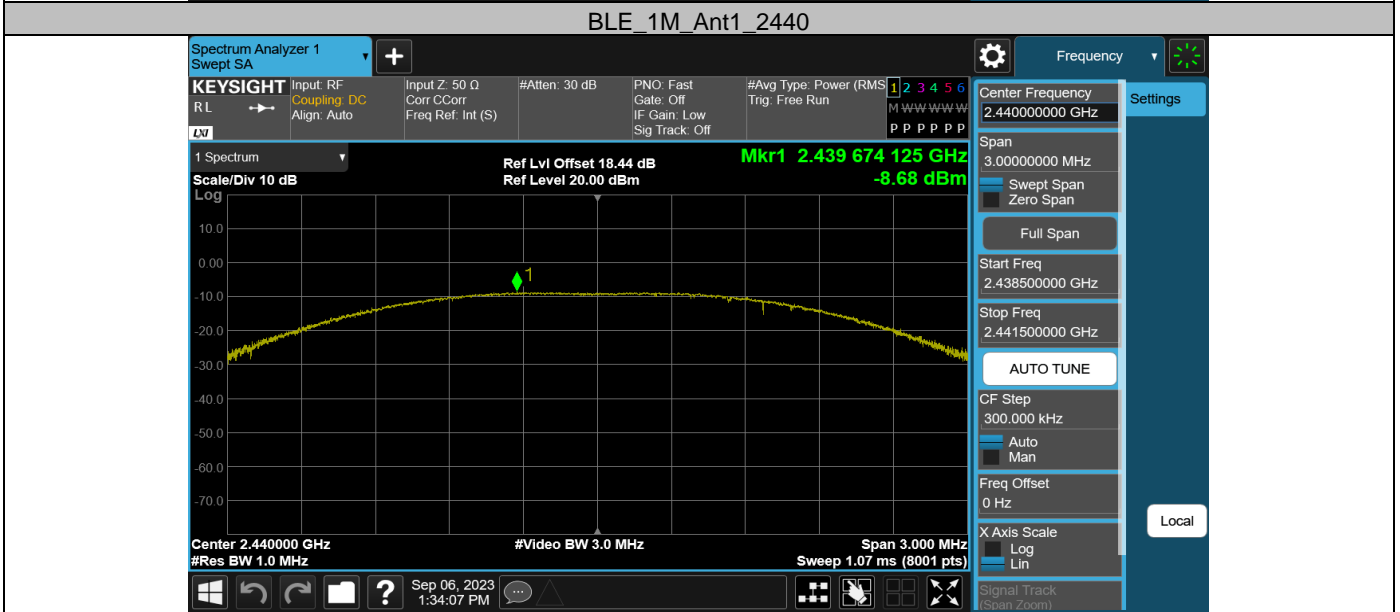 BLE_1M_Ant1_2440
Spectrum Analyzer 1
Swept SA
Frequency
KEYSIGHT
RL
LXI
Input: RF
Coupling: DC
Align: Auto
Input Z: 50 Ω
Corr CCorr
Freq Ref: Int (S)
#Atten: 30 dB
PNO: Fast
Gate: Off
IF Gain: Low
Sig Track: Off
#Avg Type: Power (RMS
Trig: Free Run
1 2 3 4 5 6
M W W W W W
P P P P P P
1 Spectrum
Scale/Div 10 dB
Log
Ref Lvl Offset 18.44 dB
Ref Level 20.00 dBm
Mkr1 2.439 674 125 GHz
-8.68 dBm
10.0
0.00
-10.0
-20.0
-30.0
-40.0
-50.0
-60.0
-70.0
1
Center 2.440000 GHz
#Video BW 3.0 MHz
Span 3.000 MHz
#Res BW 1.0 MHz
Sweep 1.07 ms (8001 pts)
Center Frequency
2.440000000 GHz
Span
3.00000000 MHz
Swept Span
Zero Span
Full Span
Start Freq
2.438500000 GHz
Stop Freq
2.441500000 GHz
AUTO TUNE
CF Step
300.000 kHz
Auto
Man
Freq Offset
0 Hz
X Axis Scale
Log
Lin
Signal Track
(Span Zoom)
Settings
Local
?
Sep 06, 2023
1:34:07 PM